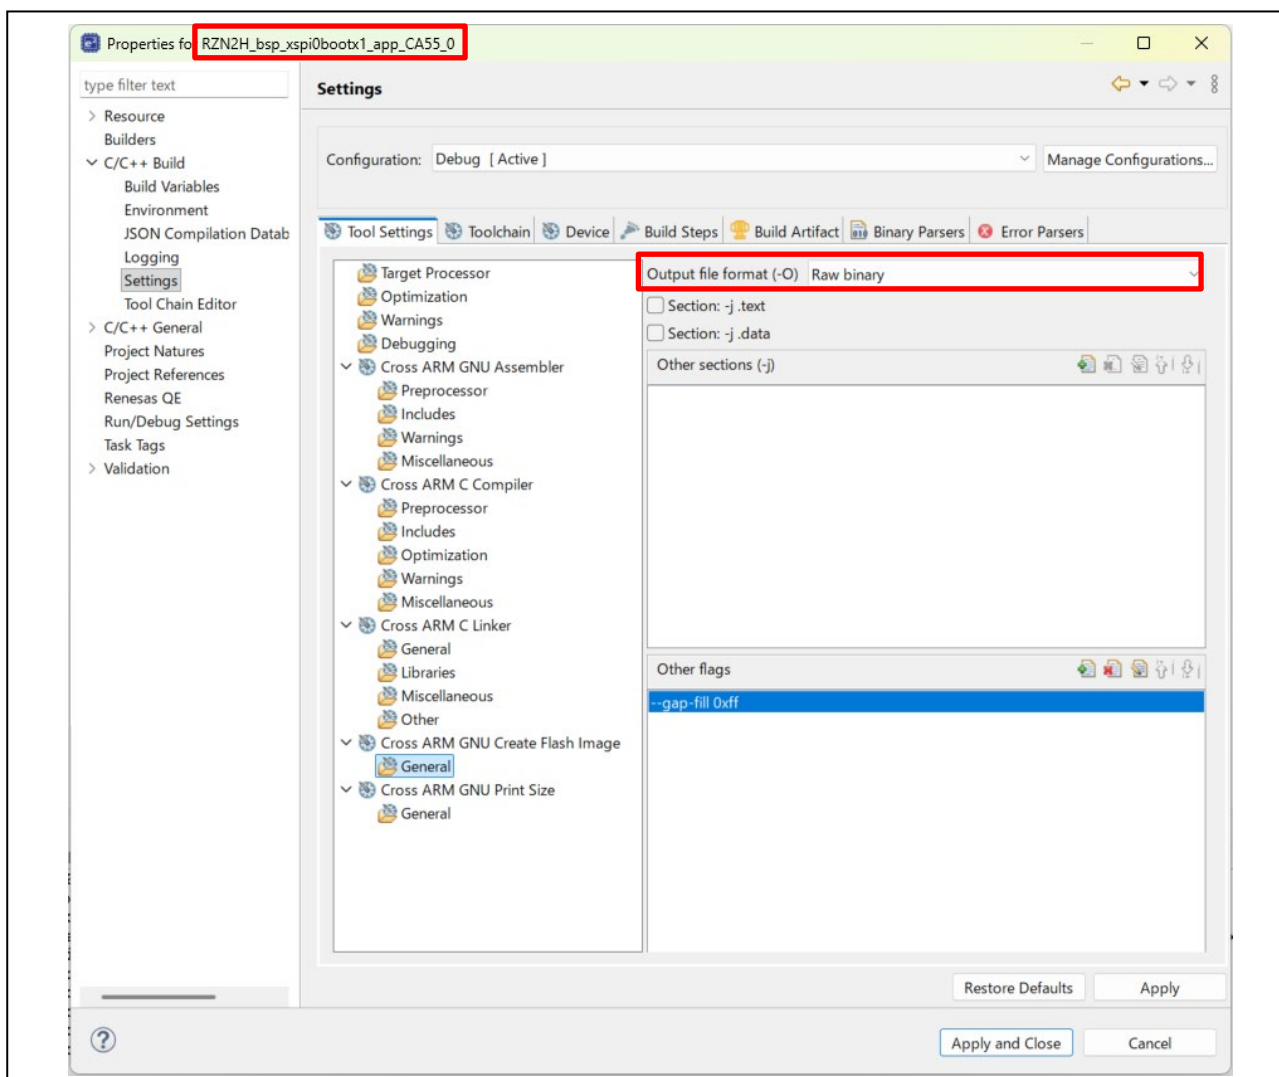 Properties fo RZN2H_bsp_xspi0bootx1_app_CA55_0
type filter text
Settings
Resource
Builders
C/C++ Build
Build Variables
Environment
JSON Compilation Datab
Logging
Settings
Tool Chain Editor
C/C++ General
Project Natures
Project References
Renesas QE
Run/Debug Settings
Task Tags
Validation
Configuration: Debug [ Active ]
Manage Configurations...
Tool Settings
Toolchain
Device
Build Steps
Build Artifact
Binary Parsers
Error Parsers
Target Processor
Optimization
Warnings
Debugging
Cross ARM GNU Assembler
Preprocessor
Includes
Warnings
Miscellaneous
Cross ARM C Compiler
Preprocessor
Includes
Optimization
Warnings
Miscellaneous
Cross ARM C Linker
General
Libraries
Miscellaneous
Other
Cross ARM GNU Create Flash Image
General
Cross ARM GNU Print Size
General
Output file format (-O) Raw binary
Section: -j .text
Section: -j .data
Other sections (-j)
Other flags
--gap-fill 0xff
Restore Defaults
Apply
?
Apply and Close
Cancel